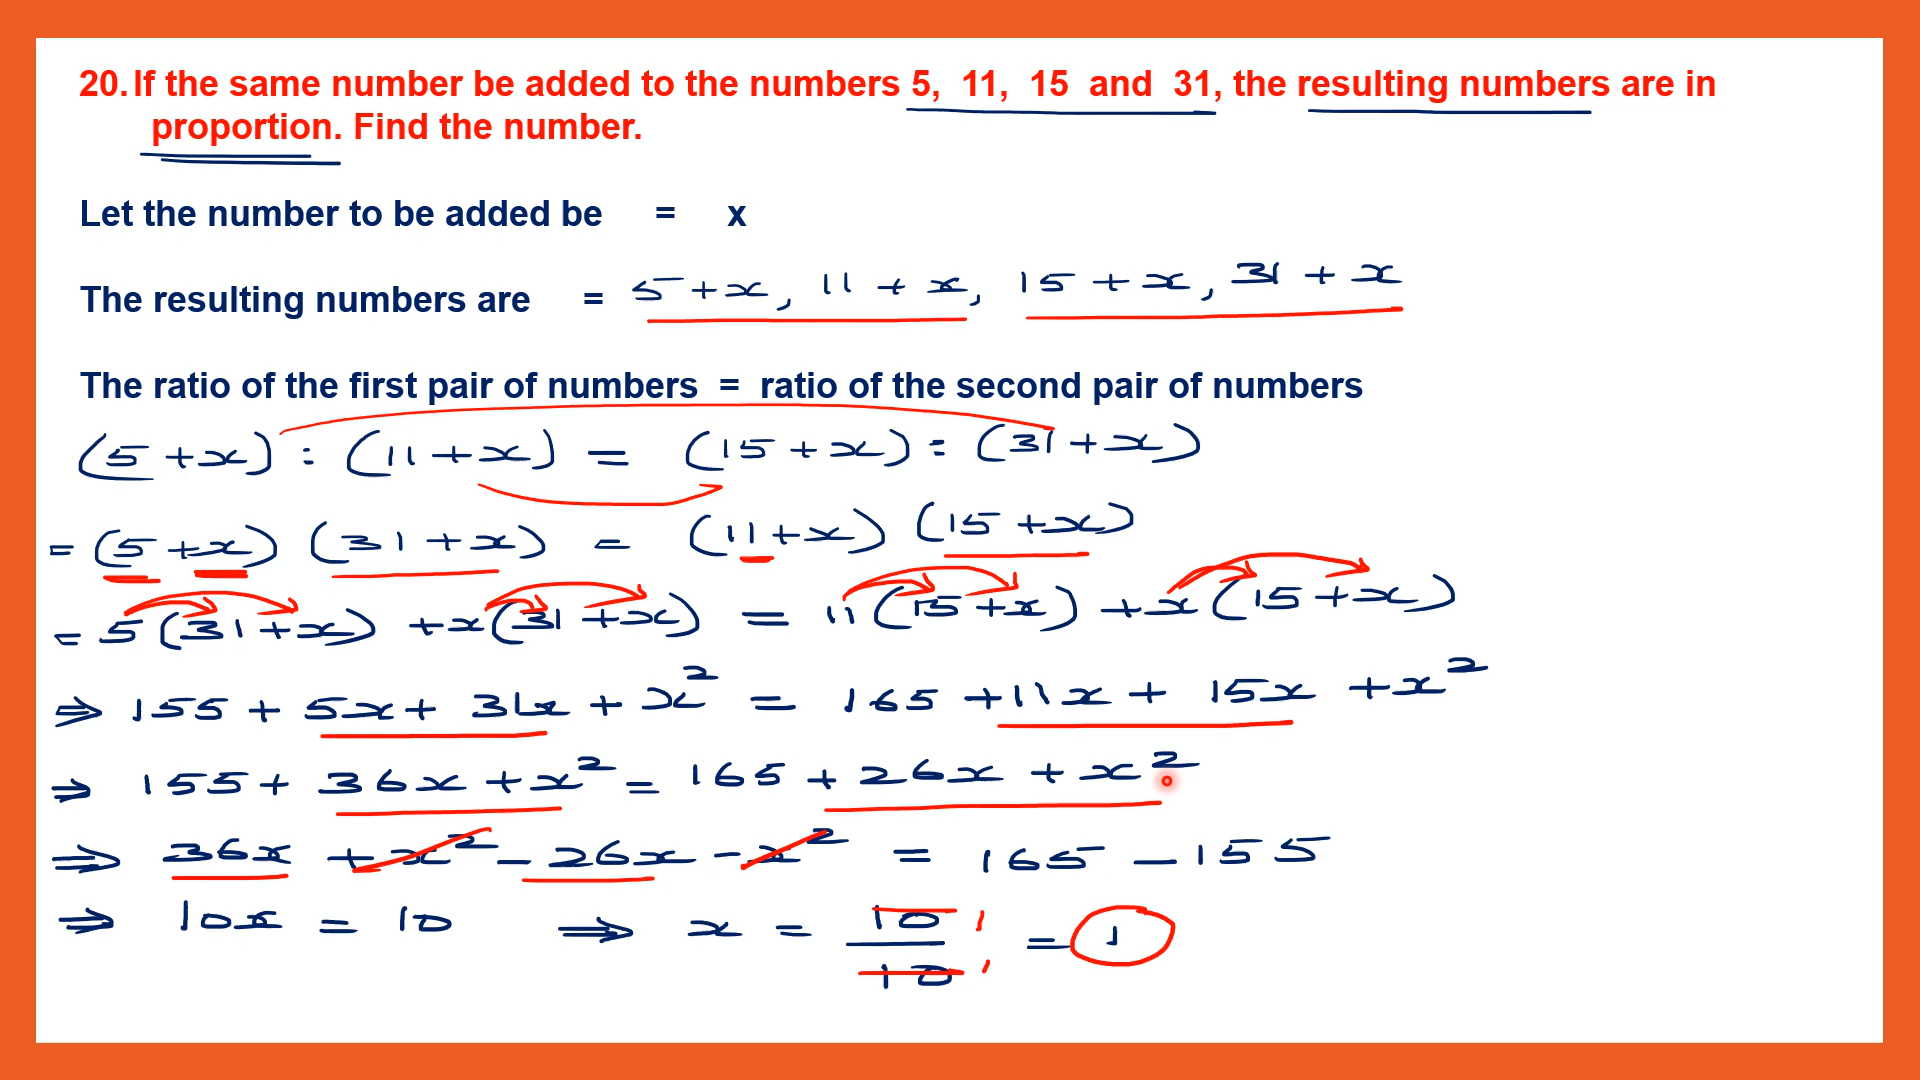 20. If the same number be added to the numbers 5, 11, 15 and 31, the resulting numbers are in
proportion. Find the number.
Let the number to be added be = x
The resulting numbers are = 5+x, 11+x, 15+x, 31+x
The ratio of the first pair of numbers = ratio of the second pair of numbers
(5+x) : (11+x) = (15+x) : (31+x)
= (5+x) (31+x) = (11+x) (15+x)
= 5(31+x) +x(31+x) = 11(15+x) +x(15+x)
⇒ 155 + 5x + 31x + x² = 165 +11x + 15x +x²
⇒ 155 + 36x + x² = 165 + 26x + x²
⇒ 36x + x² - 26x - x² = 165 - 155
⇒ 10x = 10 ⇒ x = 10/10 = 1